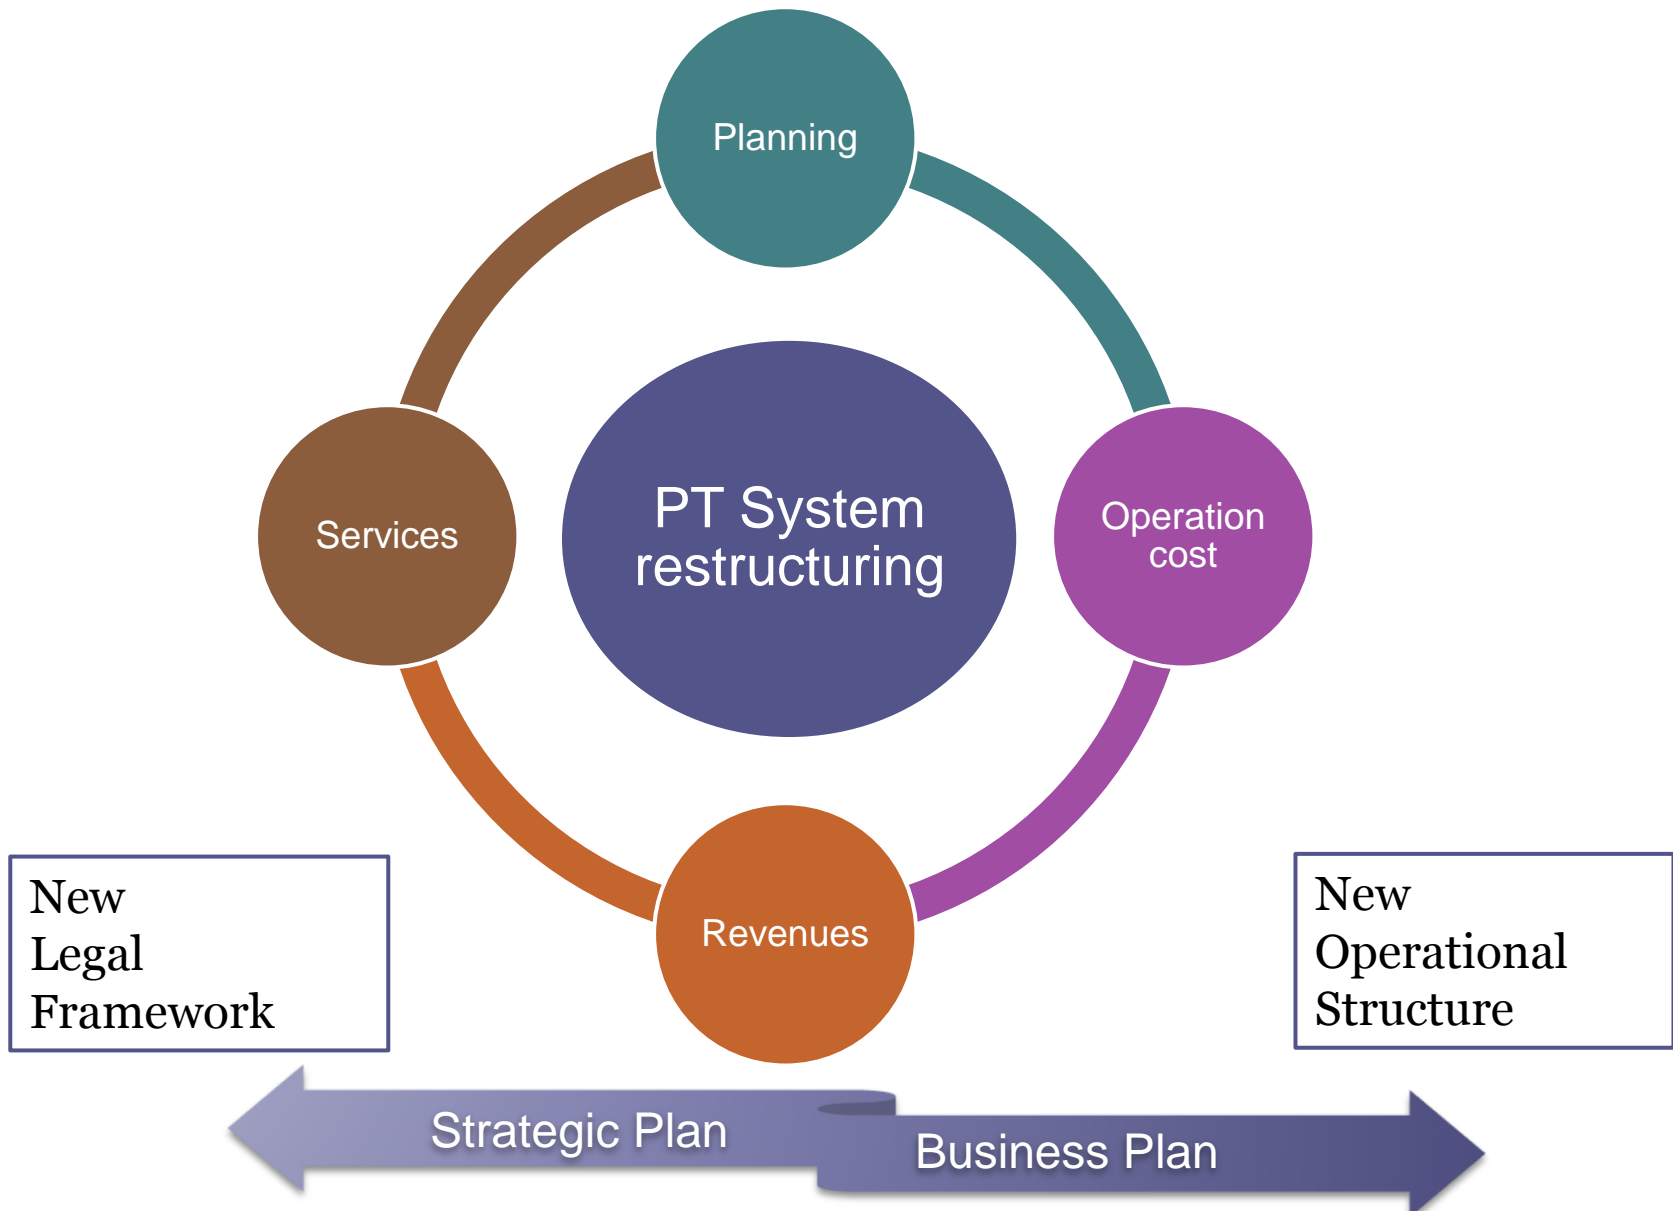 Planning
PT System
restructuring
Services
Operation
cost
Revenues
New
Legal
Framework
New
Operational
Structure
Strategic Plan
Business Plan